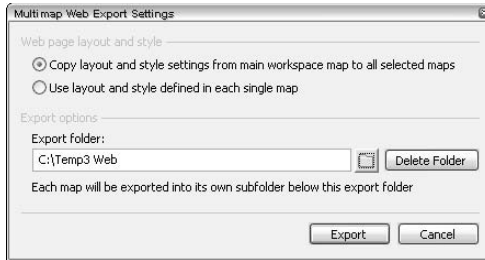 Multimap Web Export Settings
Web page layout and style
Copy layout and style settings from main workspace map to all selected maps
Use layout and style defined in each single map
Export options
Export folder:
C:\Temp3 Web
Delete Folder
Each map will be exported into its own subfolder below this export folder
Export
Cancel